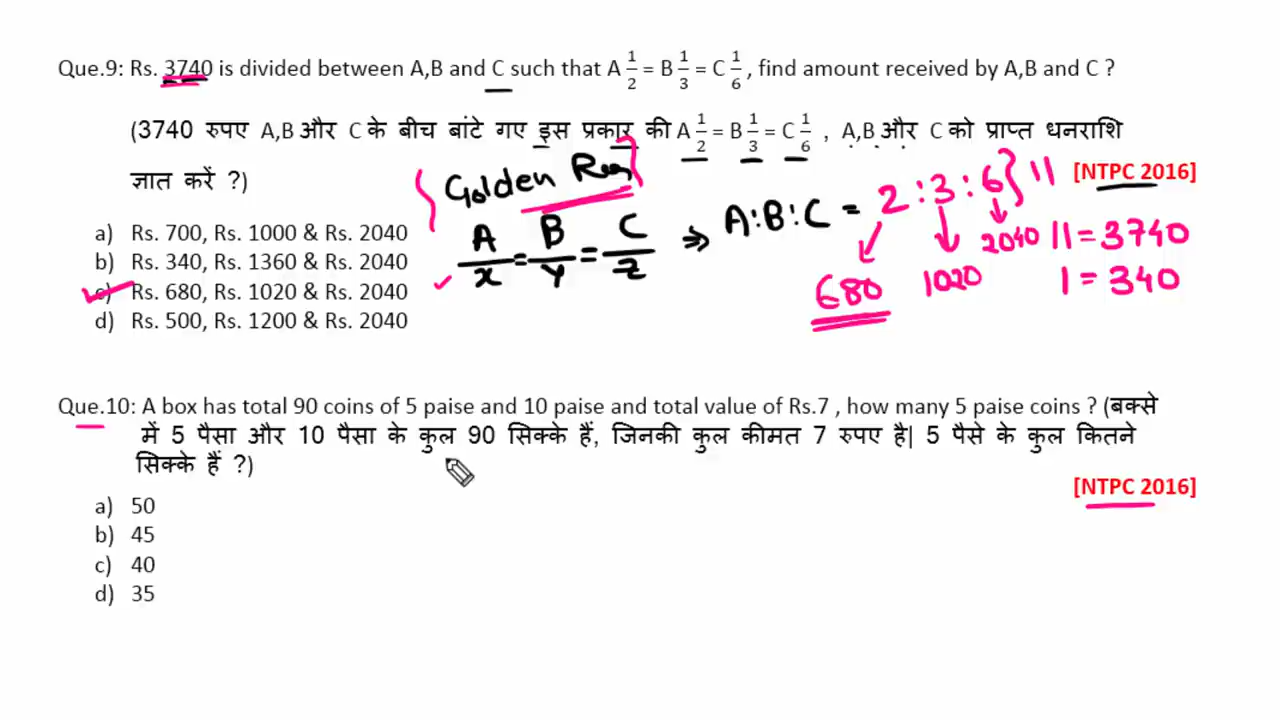 Que.9: Rs. 3740 is divided between A,B and C such that A 1/2 = B 1/3 = C 1/6 , find amount received by A,B and C ?
(3740 रुपए A,B और C के बीच बांटे गए इस प्रकार की A 1/2 = B 1/3 = C 1/6 , A,B और C को प्राप्त धनराशि
ज्ञात करें ?)
[NTPC 2016]
Golden
A/x = B/y = C/z ⇒ A:B:C = 2:3:6} 11
680 1020 2040
11 = 3740
1 = 340
a) Rs. 700, Rs. 1000 & Rs. 2040
b) Rs. 340, Rs. 1360 & Rs. 2040
c) Rs. 680, Rs. 1020 & Rs. 2040
d) Rs. 500, Rs. 1200 & Rs. 2040
Que.10: A box has total 90 coins of 5 paise and 10 paise and total value of Rs.7 , how many 5 paise coins ? (बक्से
में 5 पैसा और 10 पैसा के कुल 90 सिक्के हैं, जिनकी कुल कीमत 7 रुपए है| 5 पैसे के कुल कितने
सिक्के हैं ?)
[NTPC 2016]
a) 50
b) 45
c) 40
d) 35